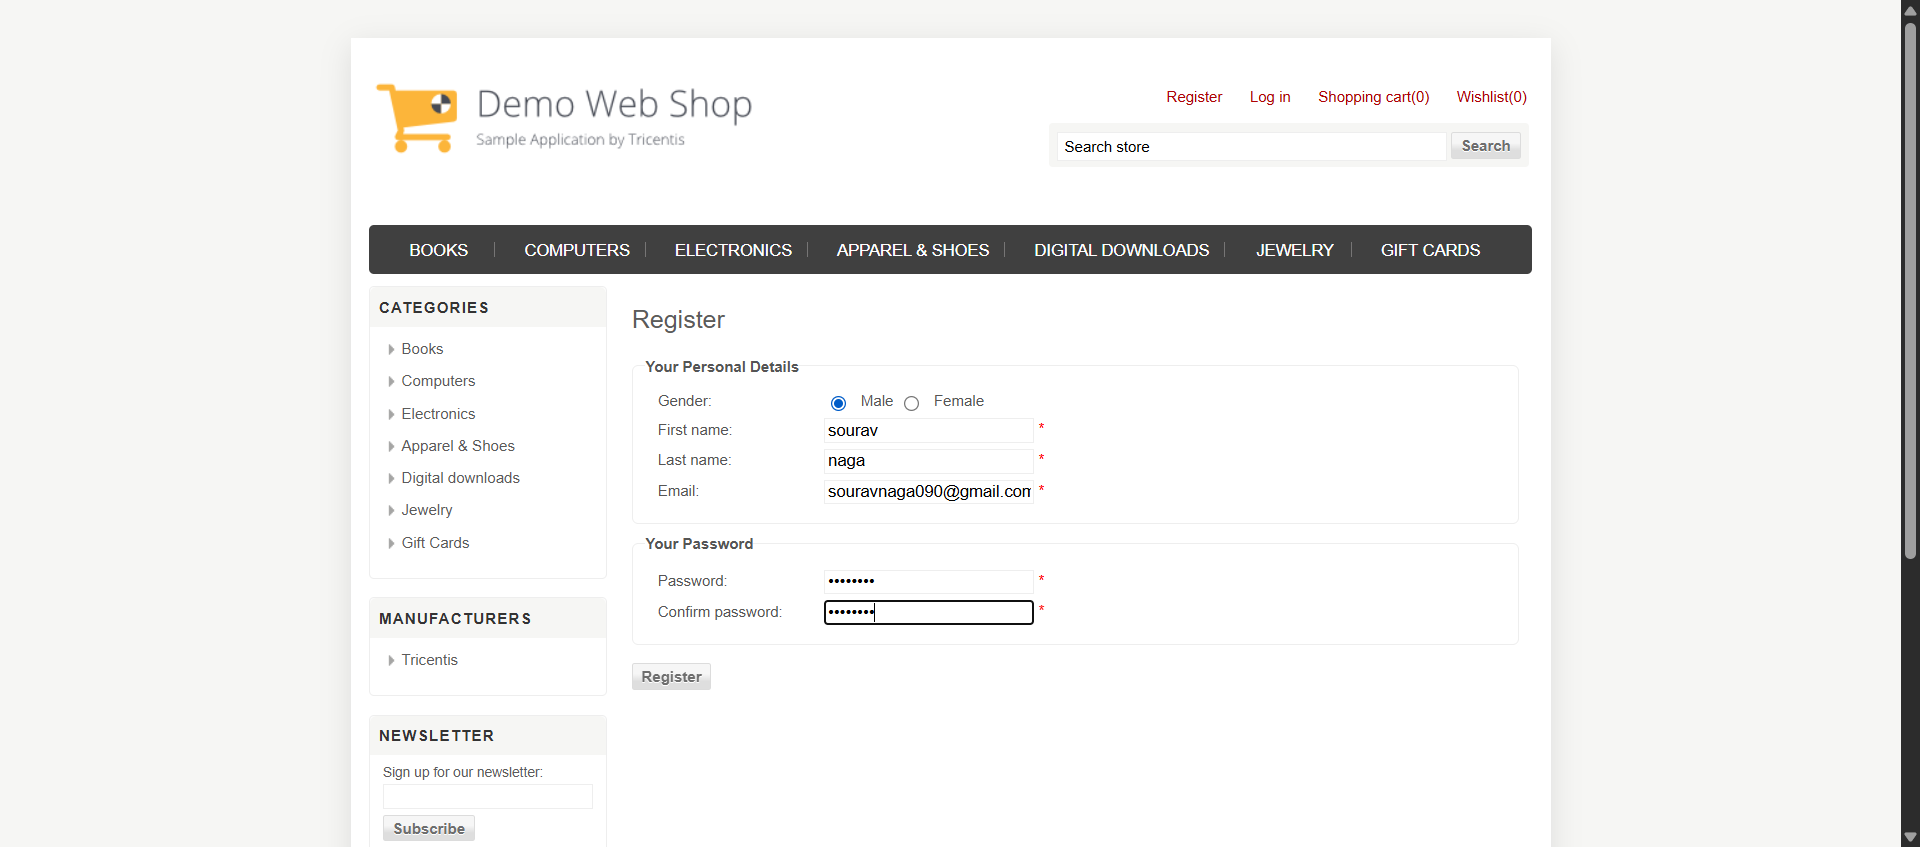 Demo Web Shop
Sample Application by Tricentis
Register Log in Shopping cart(0) Wishlist(0)
Search store Search
BOOKS COMPUTERS ELECTRONICS APPAREL & SHOES DIGITAL DOWNLOADS JEWELRY GIFT CARDS
CATEGORIES
Books
Computers
Electronics
Apparel & Shoes
Digital downloads
Jewelry
Gift Cards
MANUFACTURERS
Tricentis
NEWSLETTER
Sign up for our newsletter:
Subscribe
Register
Your Personal Details
Gender: Male Female
First name: sourav *
Last name: naga *
Email: souravnaga090@gmail.com *
Your Password
Password: •••••••• *
Confirm password: •••••••• *
Register